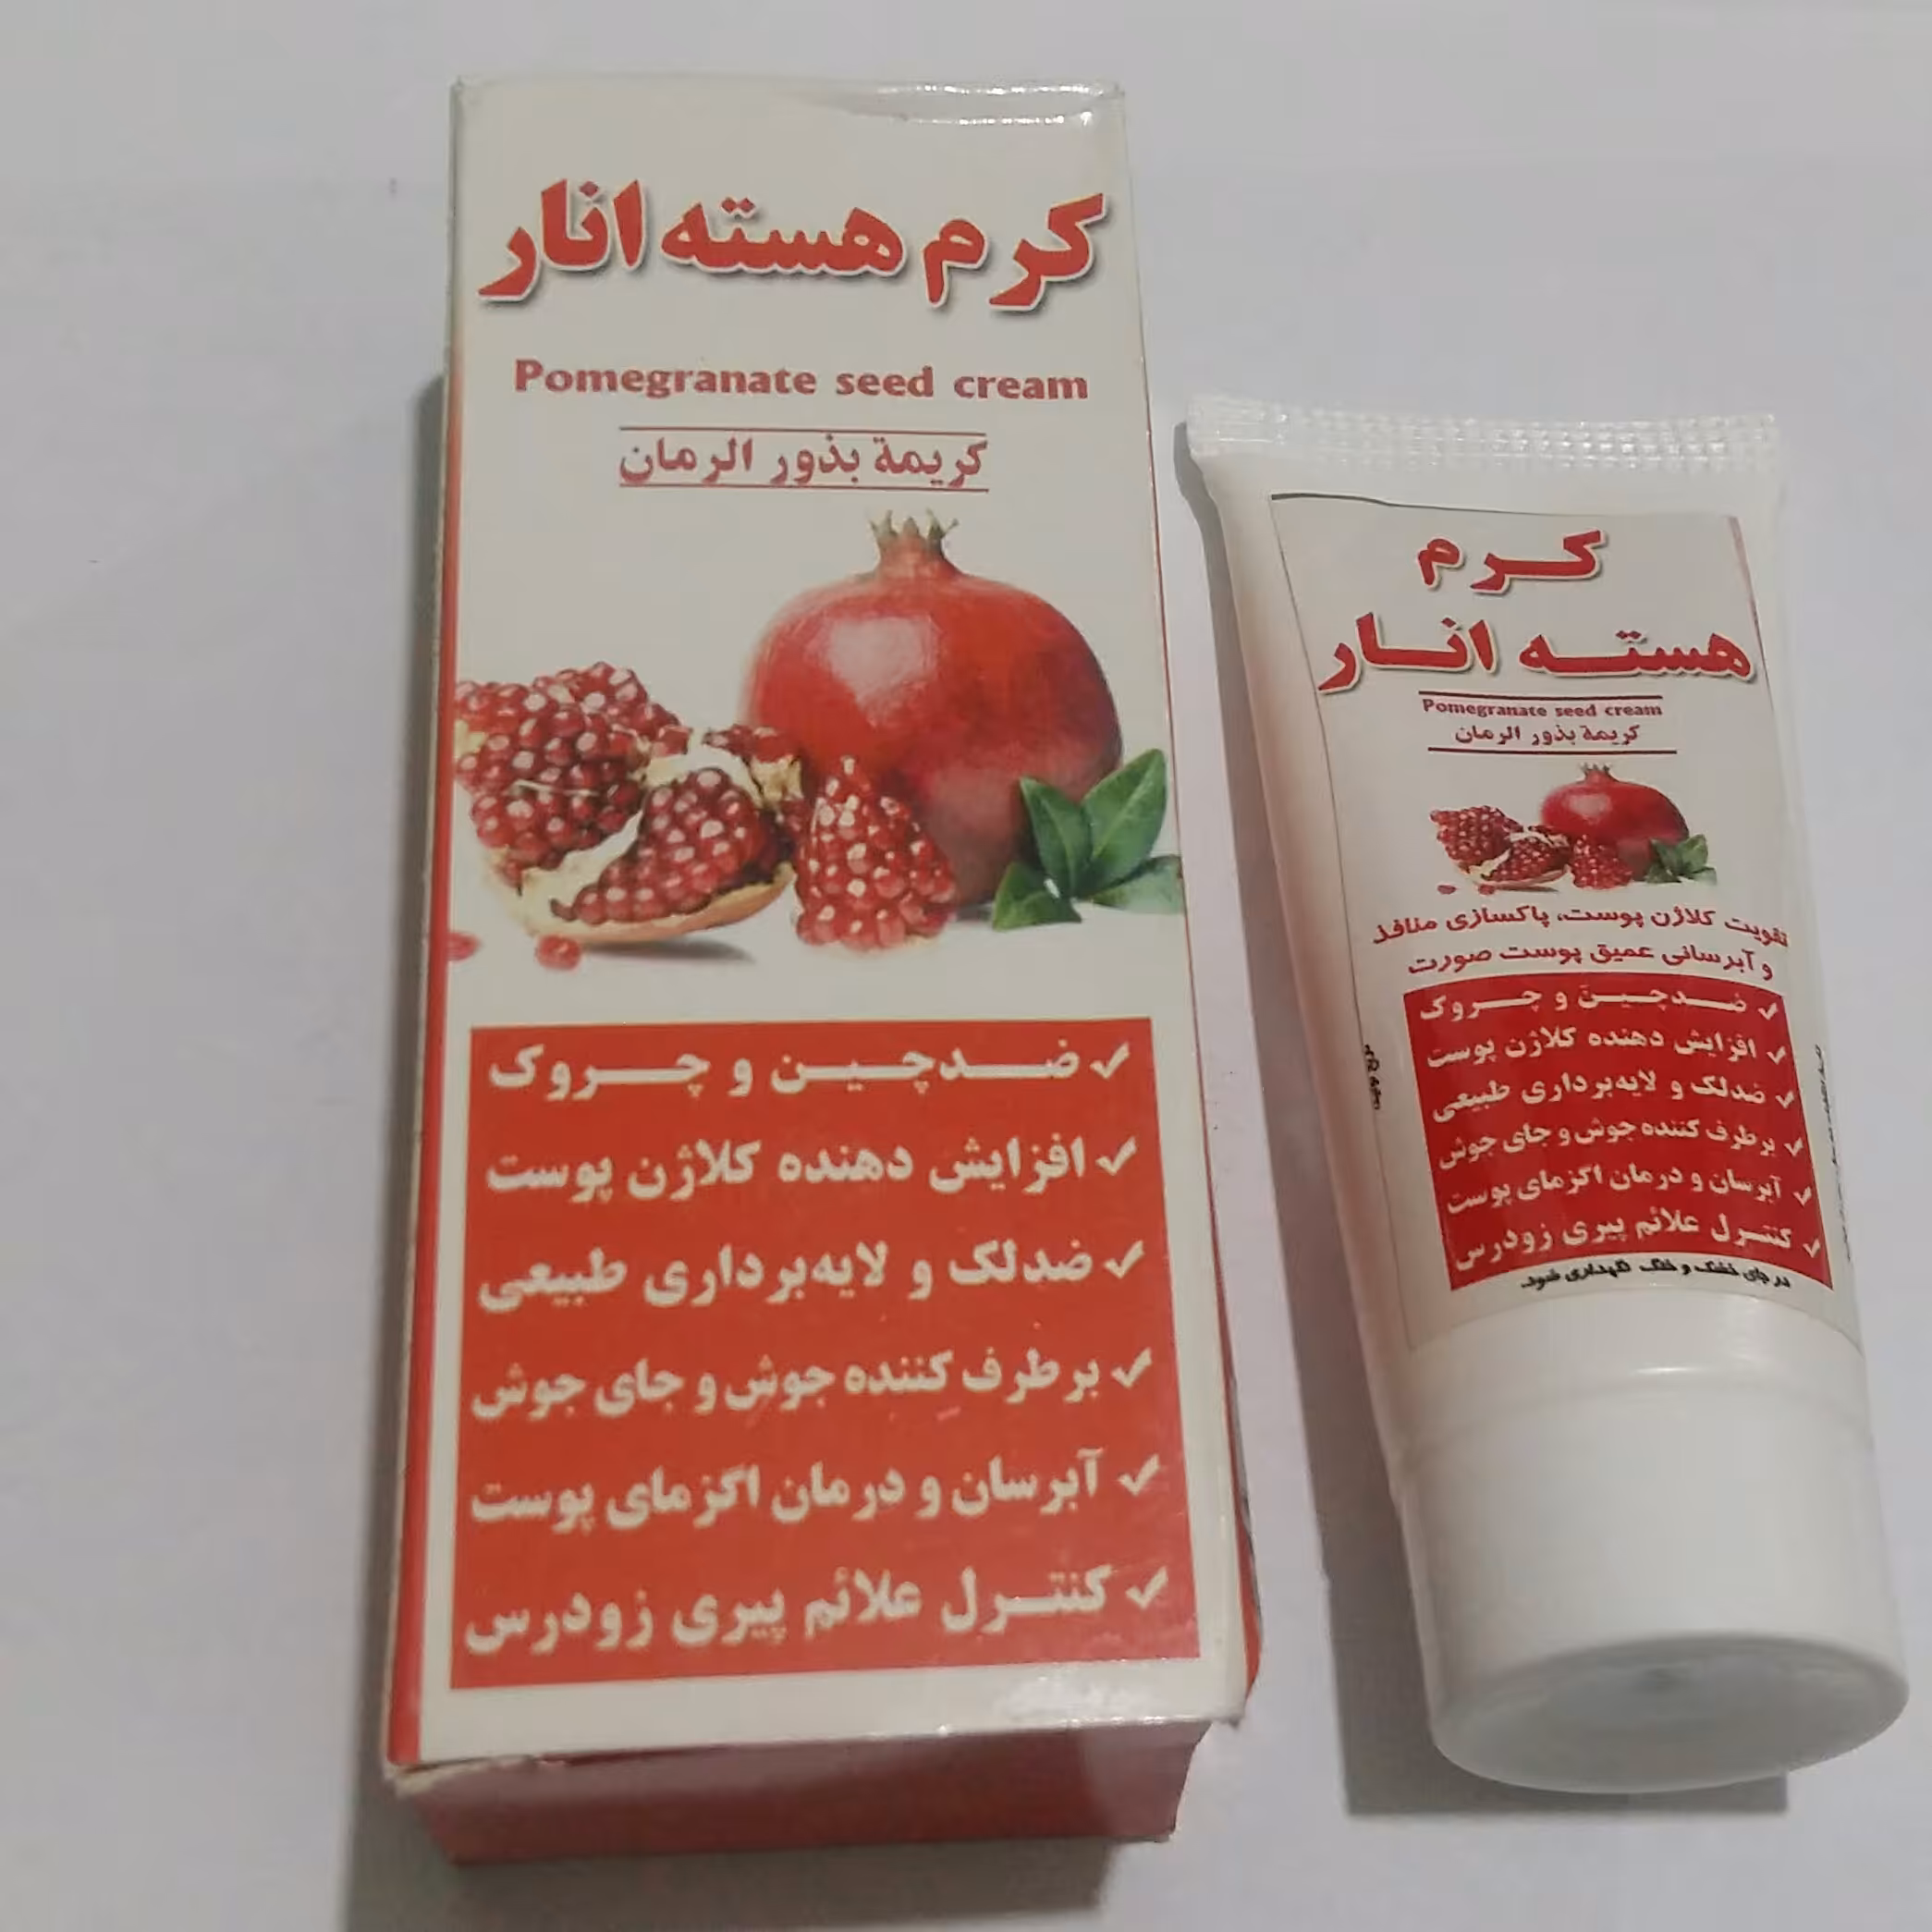 کرم هسته انار
Pomegranate seed cream
كريمة بذور الرمان
✓ ضدچین و چروک
✓ افزایش دهنده کلاژن پوست
✓ ضدلک و لایه‌برداری طبیعی
✓ برطرف کننده جوش و جای جوش
✓ آبرسان و درمان اگزمای پوست
✓ کنترل علائم پیری زودرس
کرم
هسته انار
Pomegranate seed cream
كريمة بذور الرمان
تقویت کلاژن پوست، پاکسازی منافذ
و آبرسانی عمیق پوست صورت
✓ ضدچین و چروک
✓ افزایش دهنده کلاژن پوست
✓ ضدلک و لایه‌برداری طبیعی
✓ برطرف کننده جوش و جای جوش
✓ آبرسان و درمان اگزمای پوست
✓ کنترل علائم پیری زودرس
در جای خشک و خنک نگهداری شود.